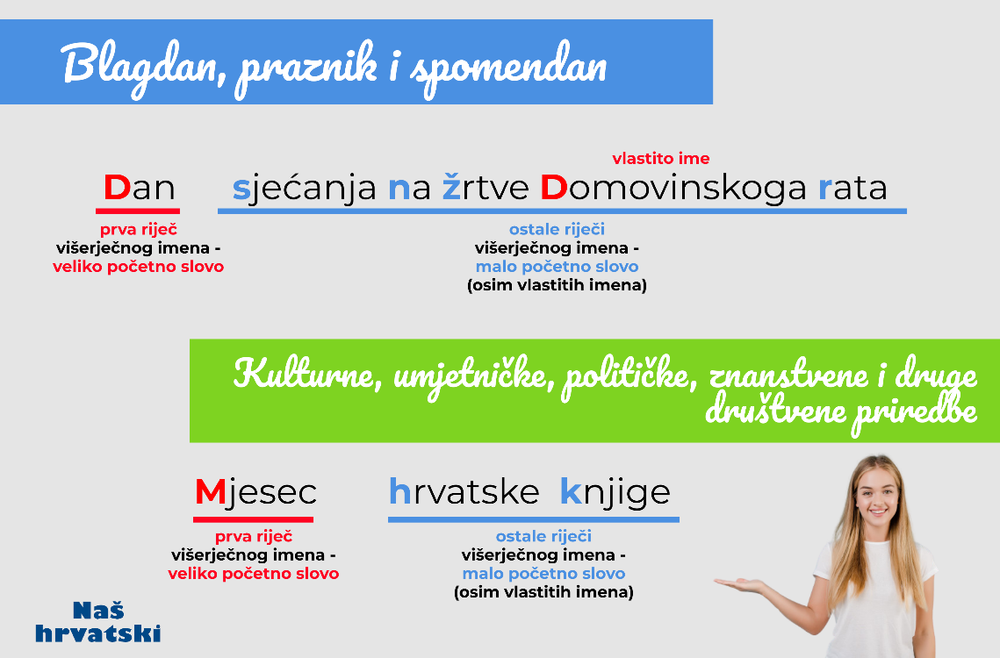 Blagdan, praznik i spomendan
vlastito ime
Dan sjećanja na žrtve Domovinskoga rata
prva riječ
višerječnog imena -
veliko početno slovo
ostale riječi
višerječnog imena -
malo početno slovo
(osim vlastitih imena)
Kulturne, umjetničke, političke, znanstvene i druge
društvene priredbe
Mjesec hrvatske knjige
prva riječ
višerječnog imena -
veliko početno slovo
ostale riječi
višerječnog imena -
malo početno slovo
(osim vlastitih imena)
Naš
hrvatski